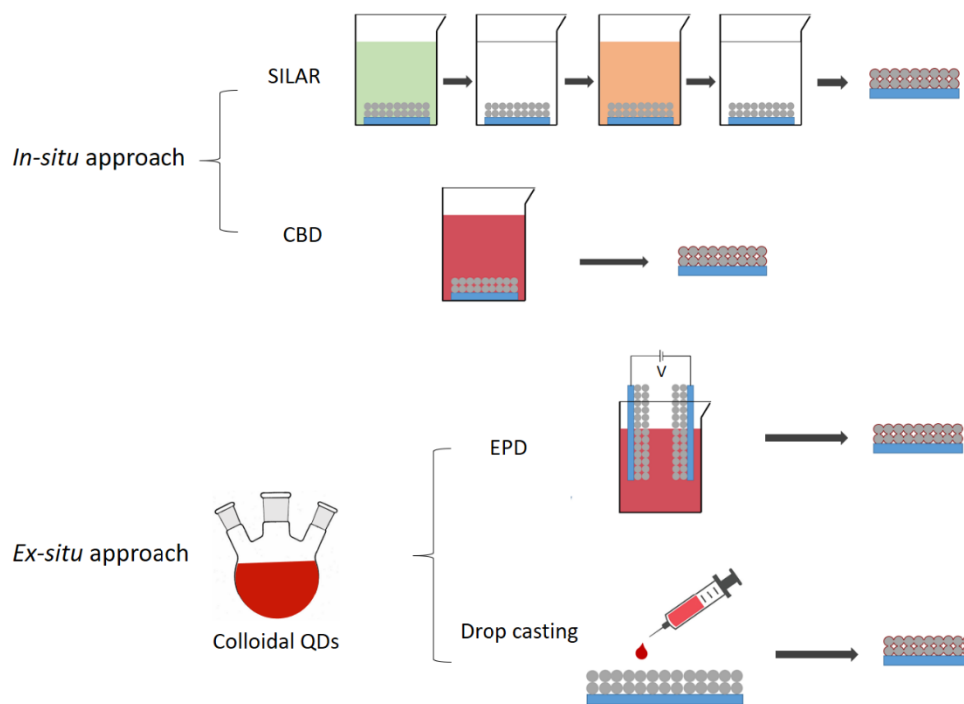 SILAR
In-situ approach
CBD
V
EPD
Ex-situ approach
Colloidal QDs
Drop casting